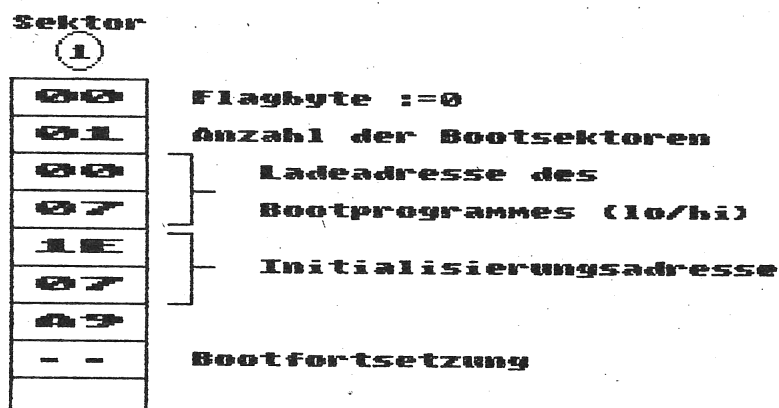 Sektor
1
00 Flagbyte :=0
01 Anzahl der Bootsektoren
00 Ladeadresse des
07 Bootprogrammes (lo/hi)
1E
07 Initialisierungsadresse
A9
-- Bootfortsetzung